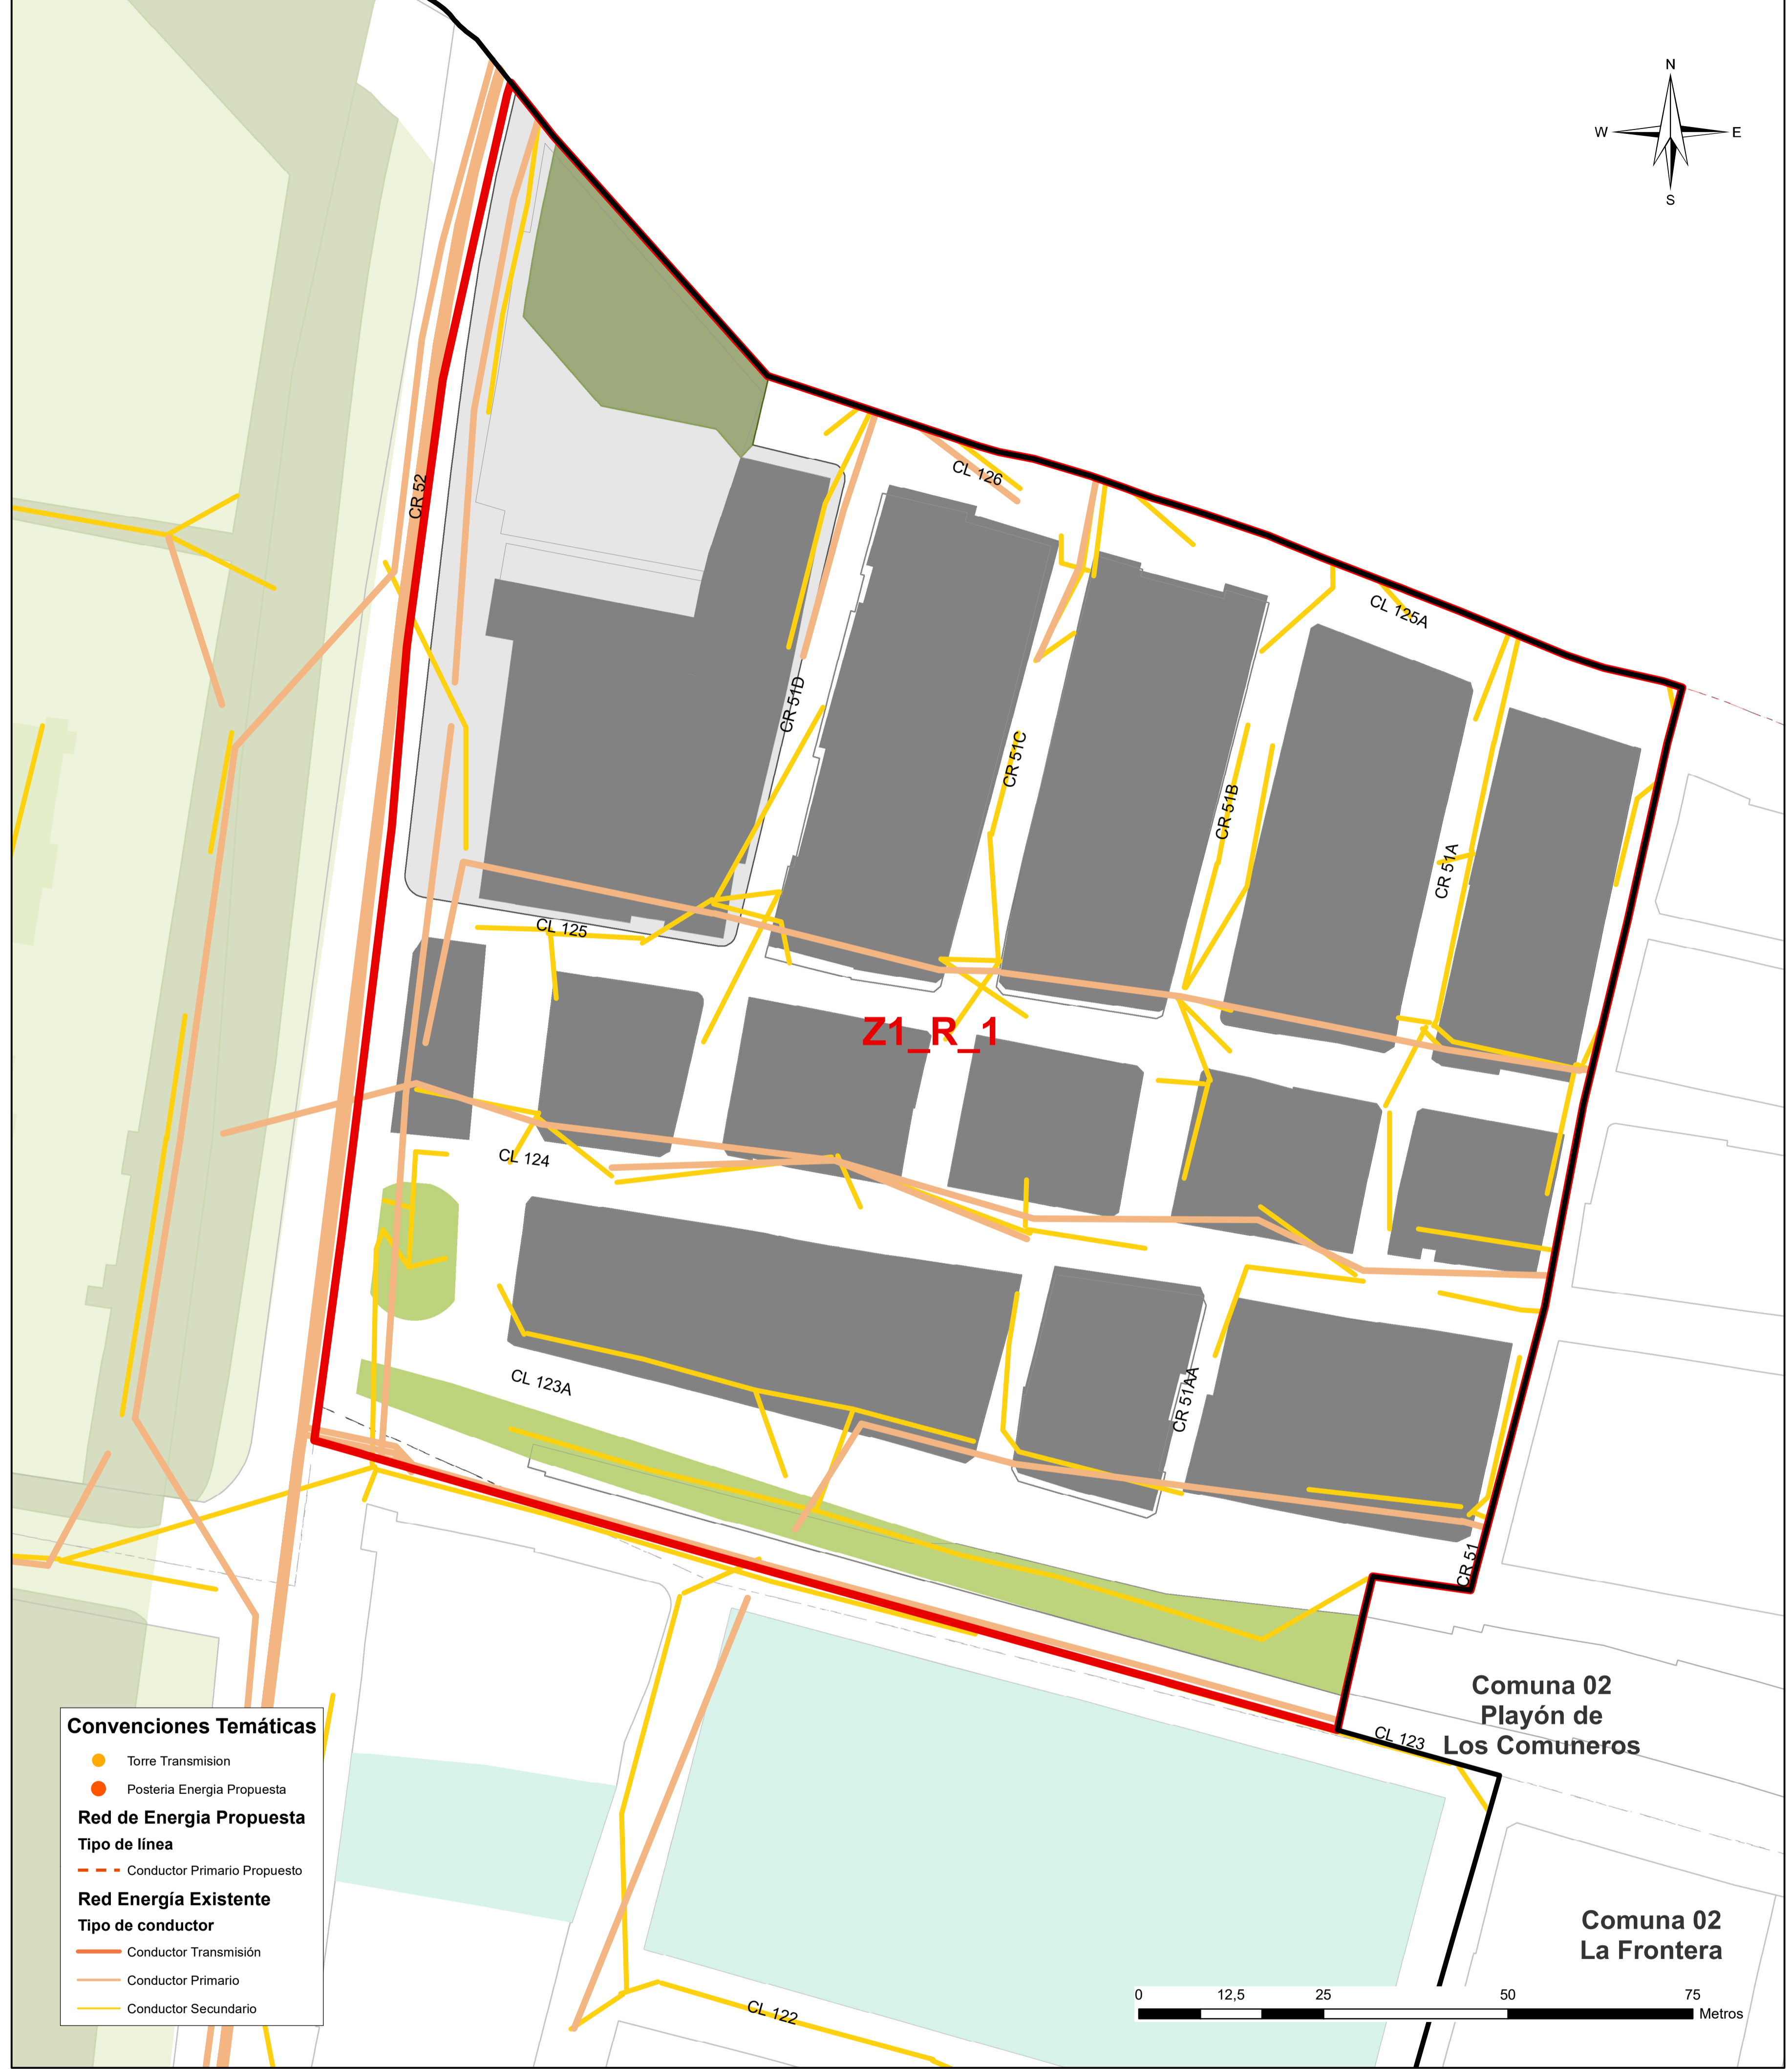 N
W
E
S
CR 52
CL 126
CL 125A
CR 51D
CR 51C
CR 51B
CR 51A
CL 125
Z1_R_1
CL 124
CL 123A
CR 51AA
CR 51
Comuna 02
Playón de
Los Comuneros
CL 123
Convenciones Temáticas
Torre Transmision
Posteria Energia Propuesta
Red de Energia Propuesta
Tipo de línea
Conductor Primario Propuesto
Red Energía Existente
Tipo de conductor
Conductor Transmisión
Conductor Primario
Conductor Secundario
Comuna 02
La Frontera
CL 122
0 12,5 25 50 75
Metros